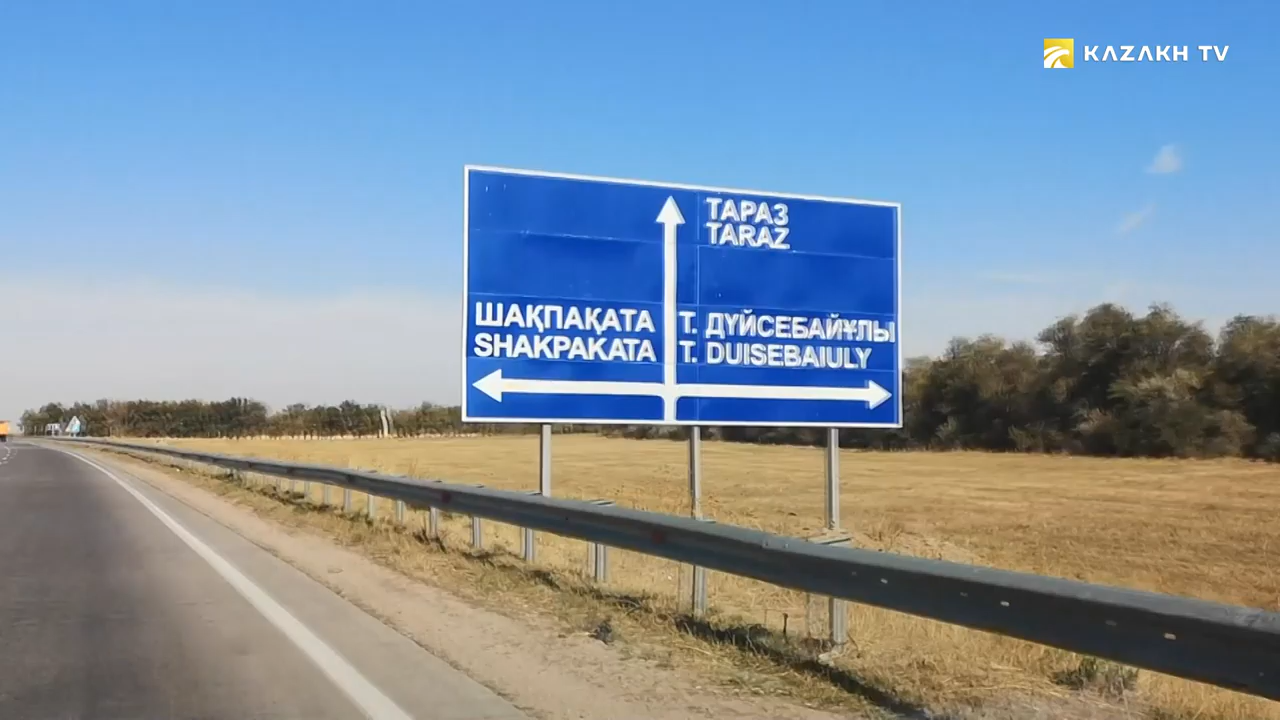 KAZAKH TV
ТАРАЗ
TARAZ
ШАҚПАҚАТА
SHAKPAKATA
Т. ДҮЙСЕБАЙҰЛЫ
T. DUISEBAIULY